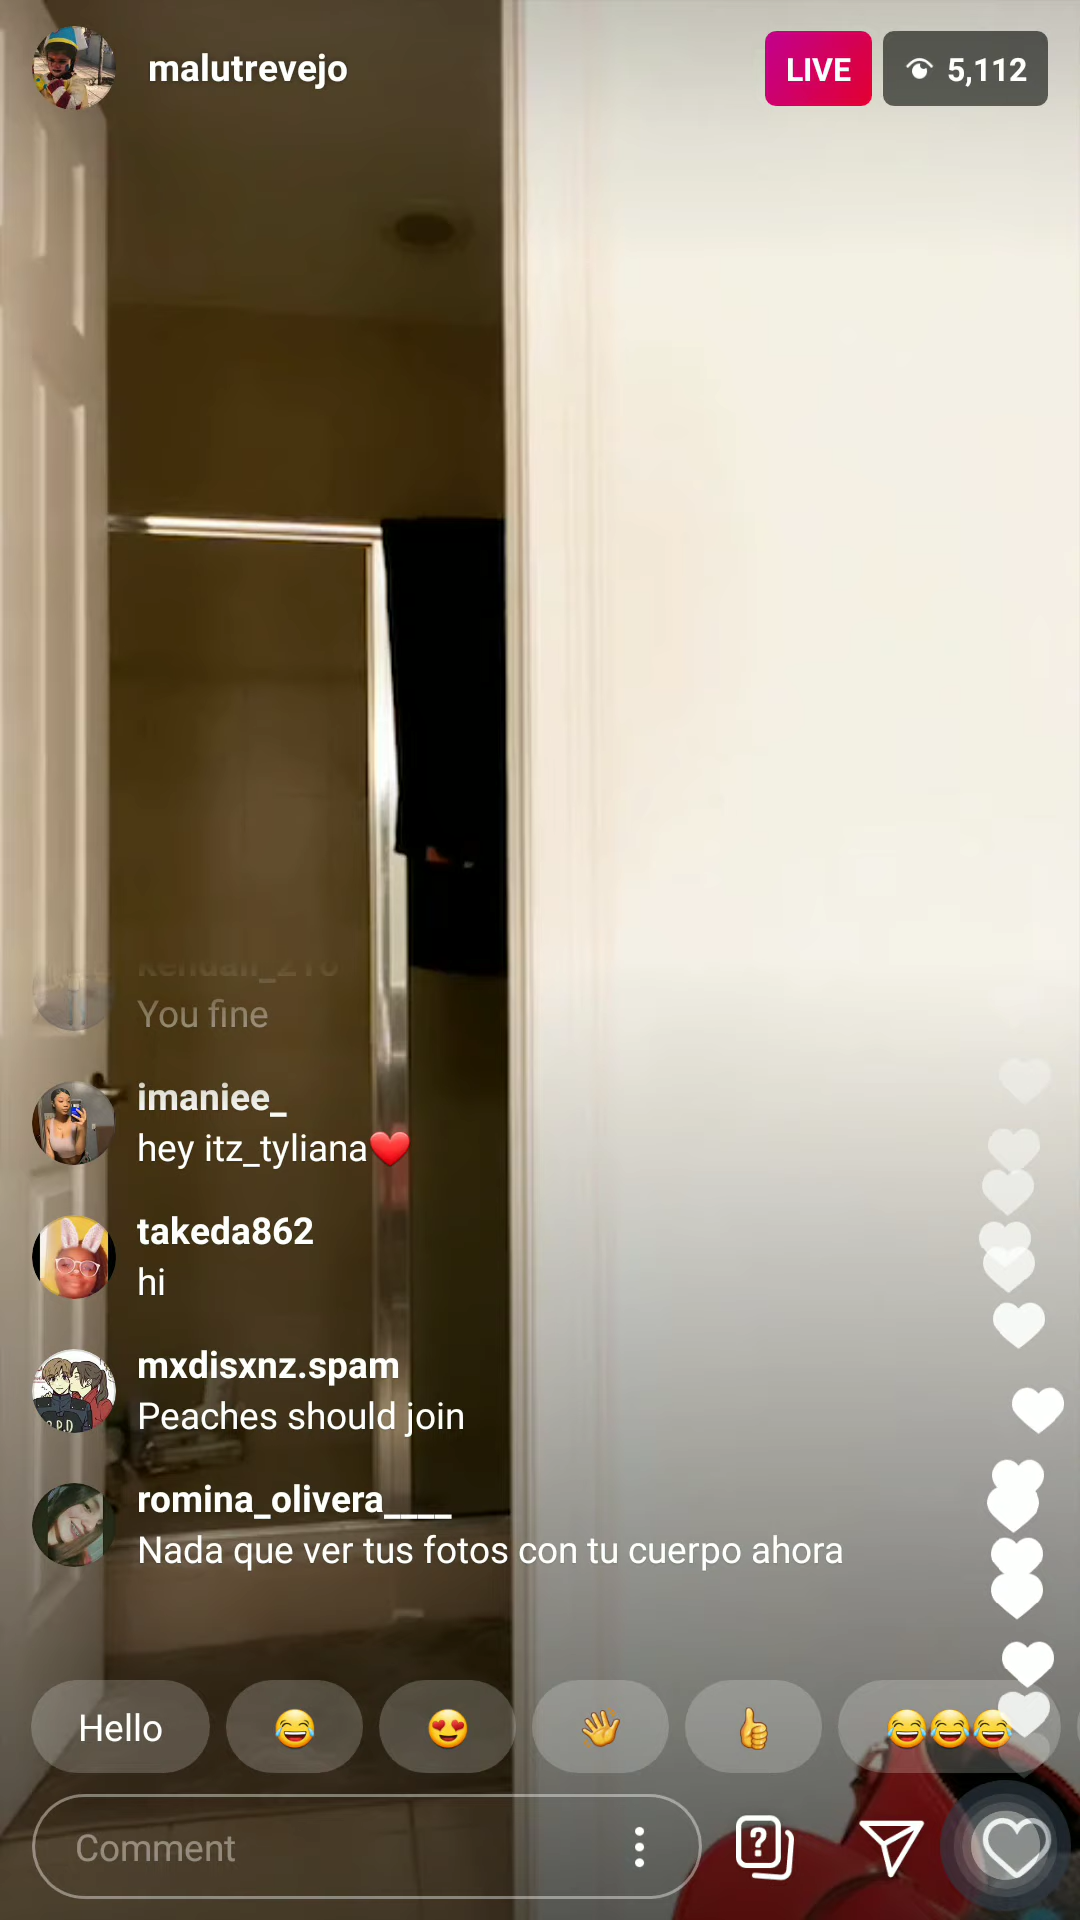 malutrevejo
LIVE
5,112
You fine
imaniee_
hey itz_tyliana❤️
takeda862
hi
mxdisxnz.spam
Peaches should join
romina_olivera____
Nada que ver tus fotos con tu cuerpo ahora
Hello 😂 😍 👋 👍 😂😂😂
Comment